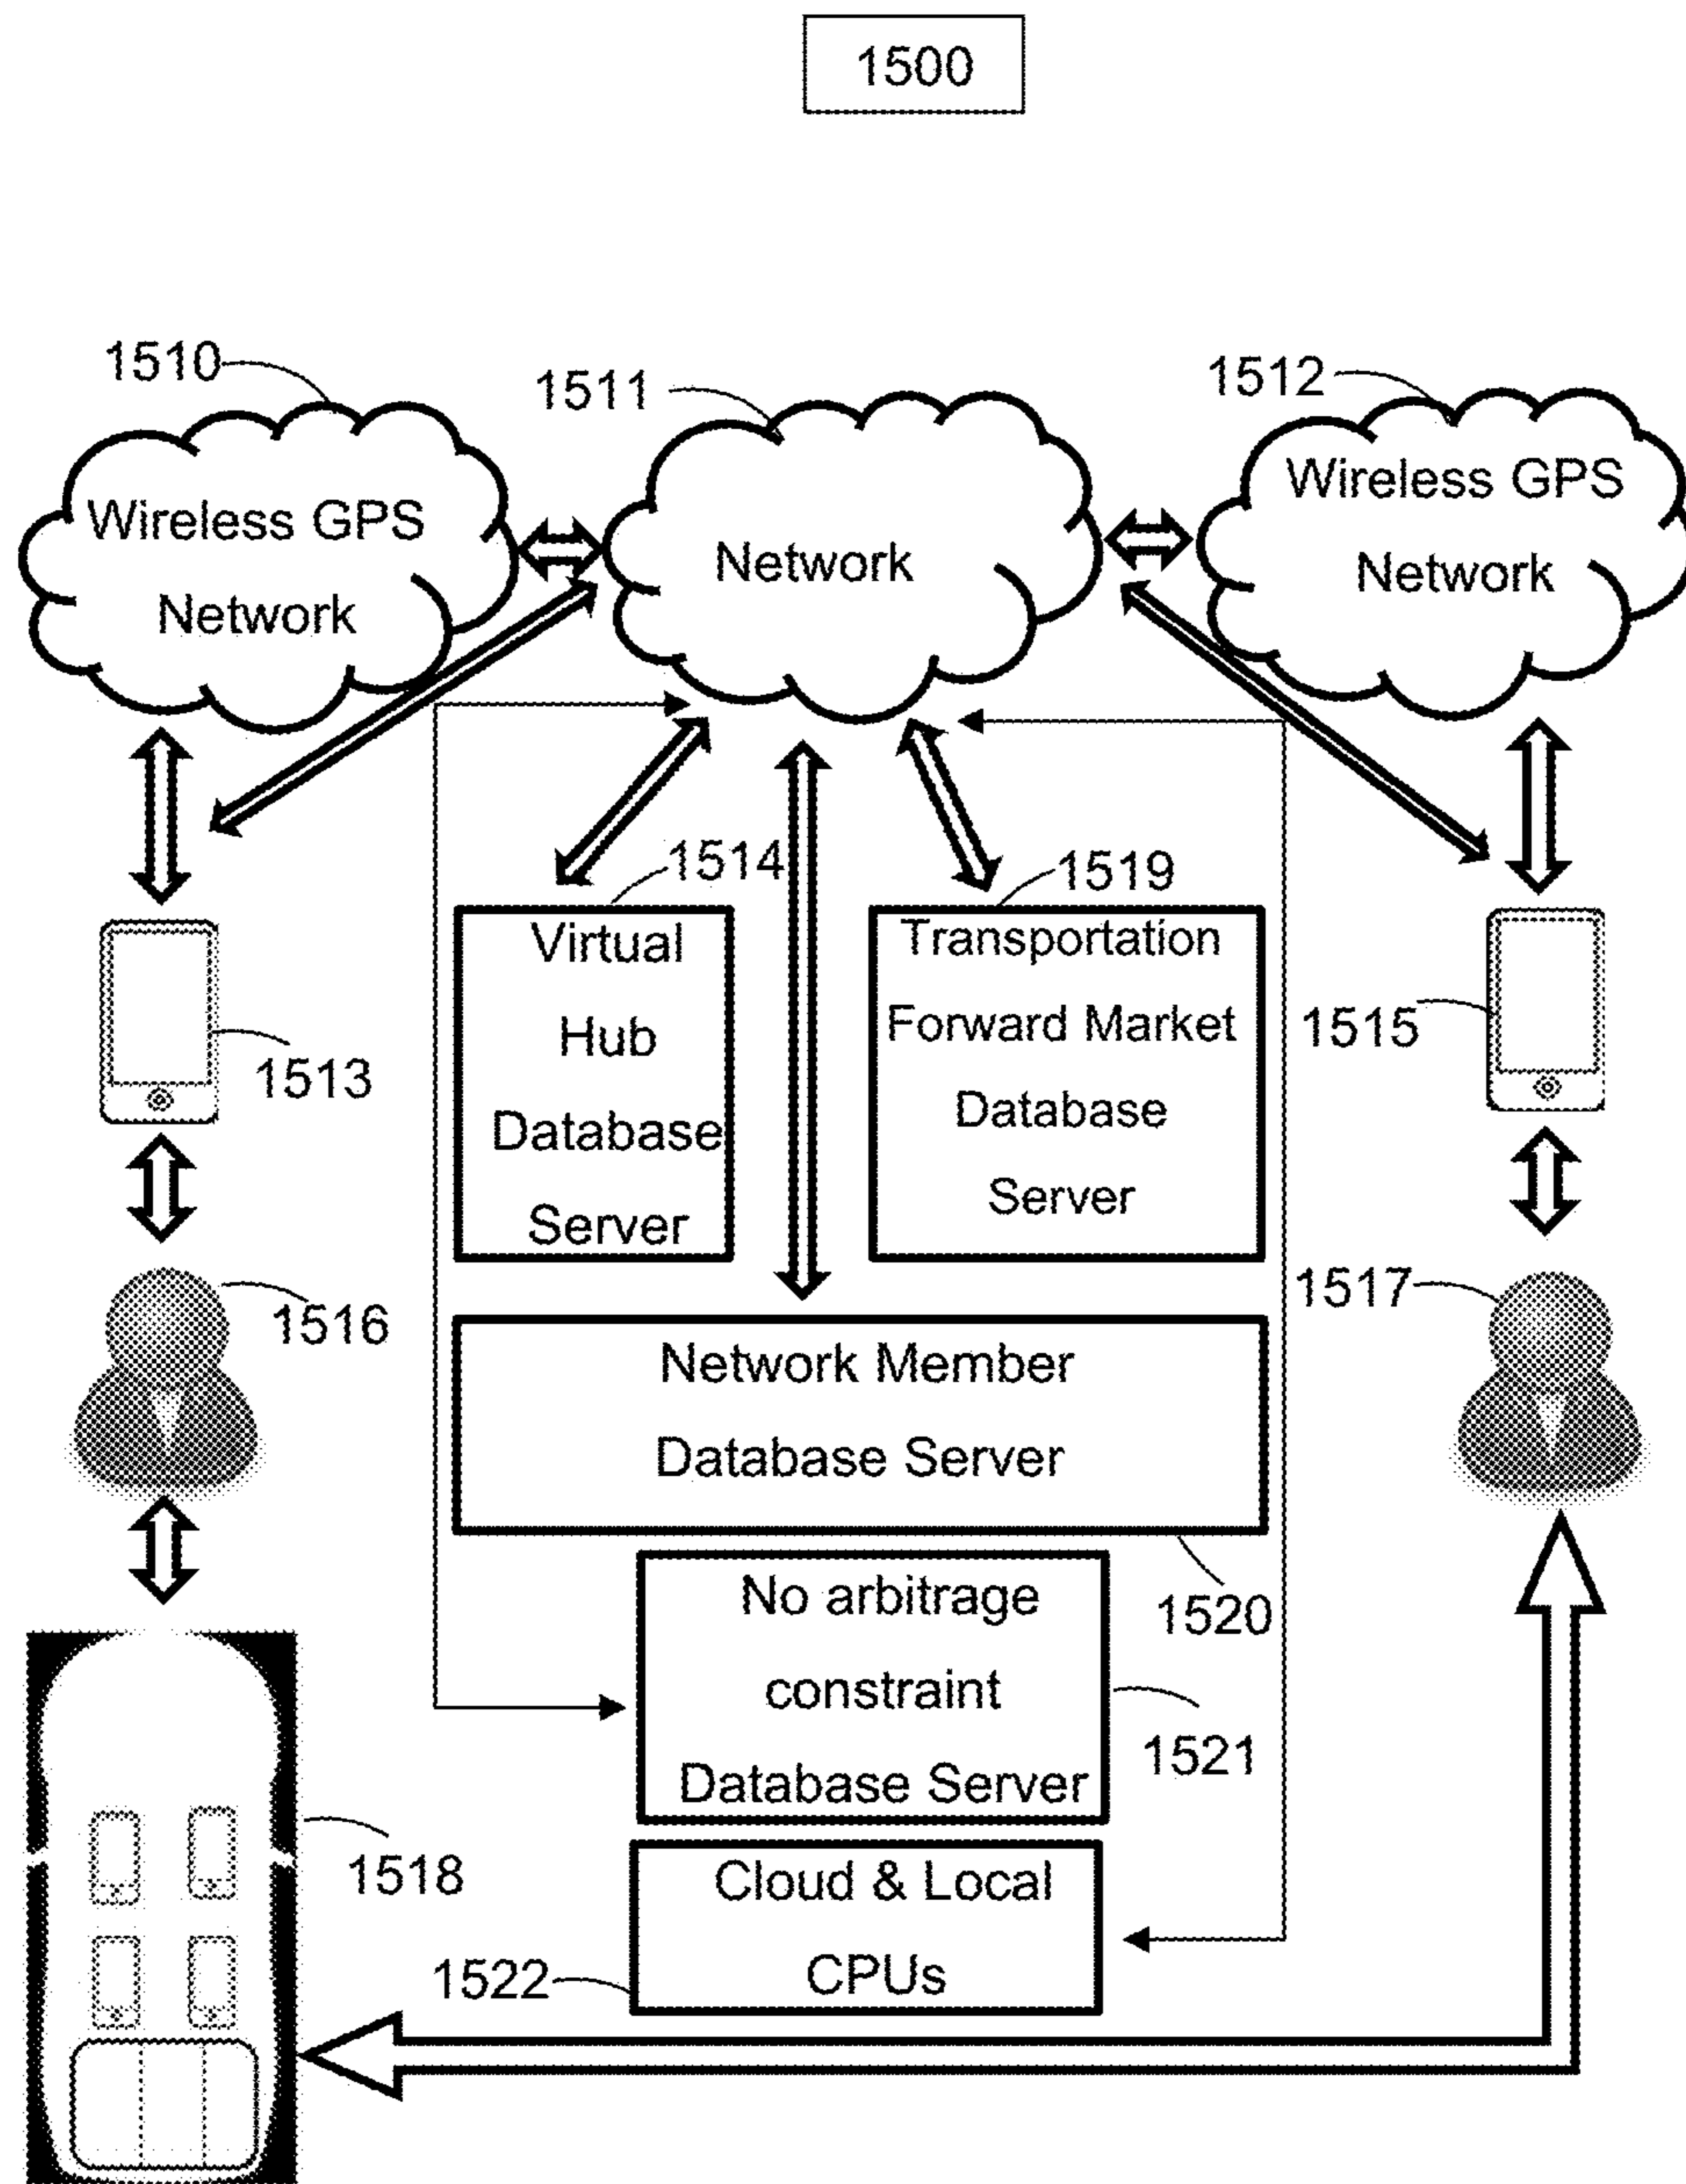 1500
1510
1511
1512
Wireless GPS
Network
Network
Wireless GPS
Network
1514
1519
Virtual
Hub
Database
Server
Transportation
Forward Market
Database
Server
1513
1515
1516
1517
Network Member
Database Server
1520
No arbitrage
constraint
Database Server
1521
1518
Cloud & Local
CPUs
1522